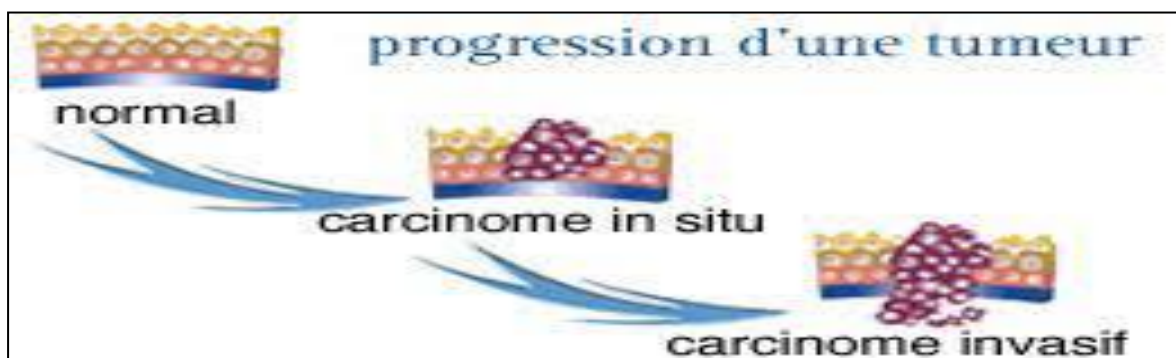 progression d'une tumeur
normal
carcinome in situ
carcinome invasif